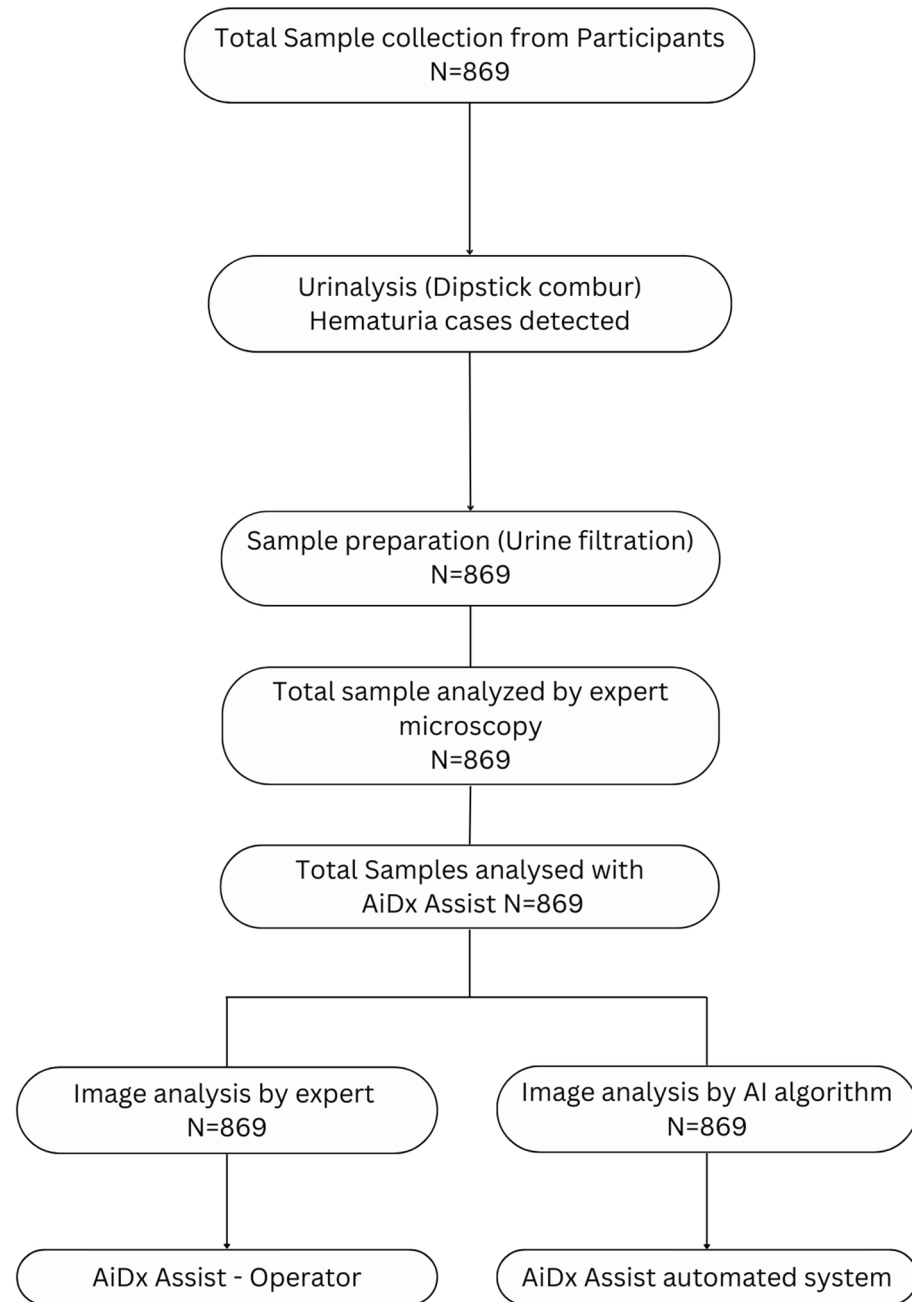 Total Sample collection from Participants
N=869
Urinalysis (Dipstick combur)
Hematuria cases detected
Sample preparation (Urine filtration)
N=869
Total sample analyzed by expert
microscopy
N=869
Total Samples analysed with
AiDx Assist N=869
Image analysis by expert
N=869
Image analysis by AI algorithm
N=869
AiDx Assist - Operator
AiDx Assist automated system